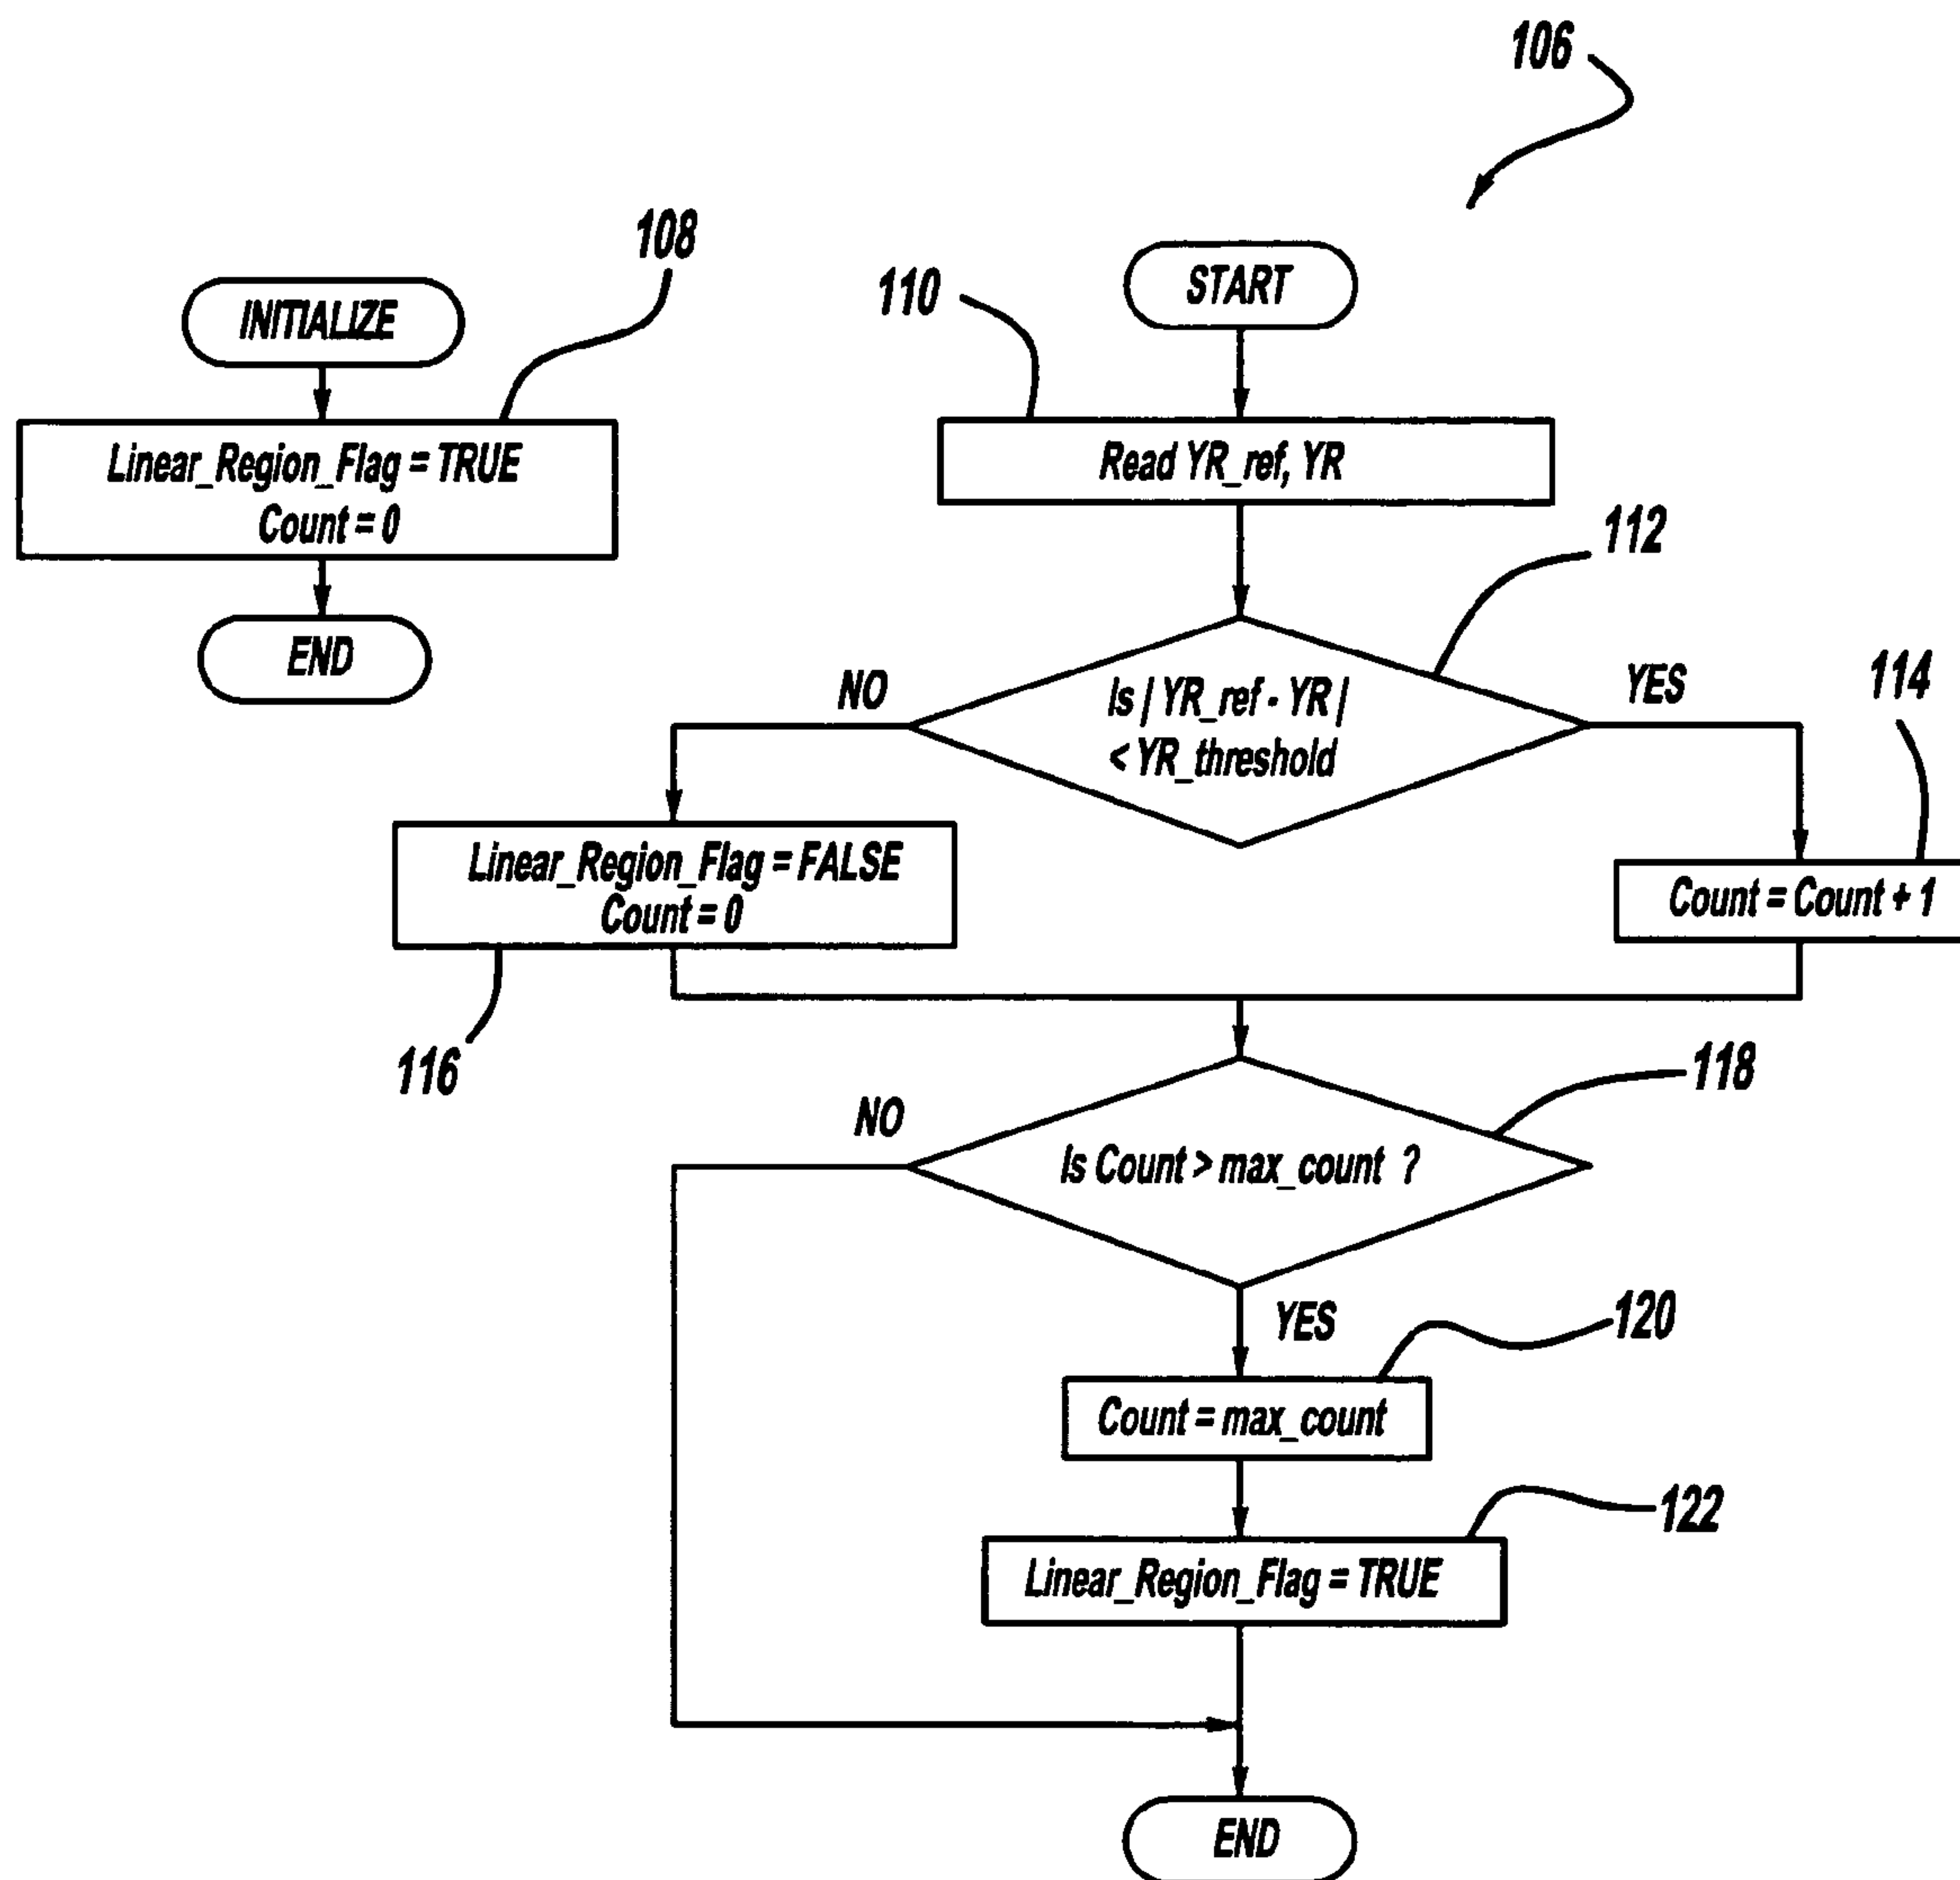 106
108
INITIALIZE
Linear_Region_Flag = TRUE
Count = 0
END
START
110
Read YR_ref, YR
112
Is | YR_ref - YR |
< YR_threshold
NO
YES
114
Linear_Region_Flag = FALSE
Count = 0
Count = Count + 1
116
118
NO
Is Count > max_count ?
YES
120
Count = max_count
122
Linear_Region_Flag = TRUE
END